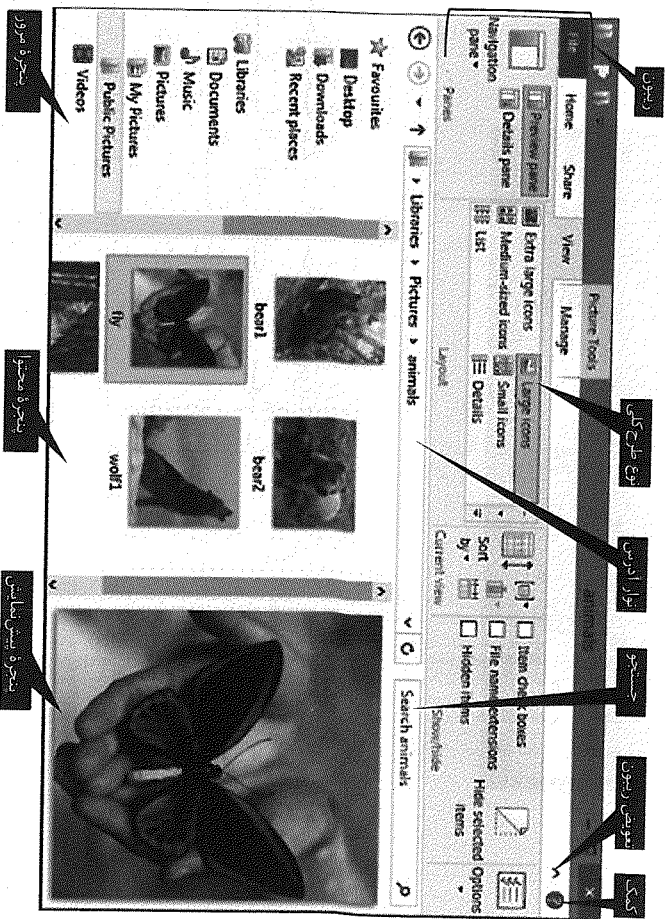 ریبون
نوع طرح کلی
نوار آدرس
جستجو
تعویض ریبون
کمک
Picture Tools
animals
File
Home
Share
View
Manage
Navigation pane
Preview pane
Details pane
Panes
Extra large icons
Large icons
Medium-sized icons
Small icons
List
Details
Layout
Sort by
Current view
Item check boxes
File name extensions
Hidden items
Show/hide
Hide selected items
Options
Libraries
Pictures
animals
Search animals
Favourites
Desktop
Downloads
Recent places
Libraries
Documents
Music
Pictures
My Pictures
Public Pictures
Videos
bear1
bear2
fly
wolf1
پنجرهٔ مرور
پنجرهٔ محتوا
پنجرهٔ پیش‌نمایش